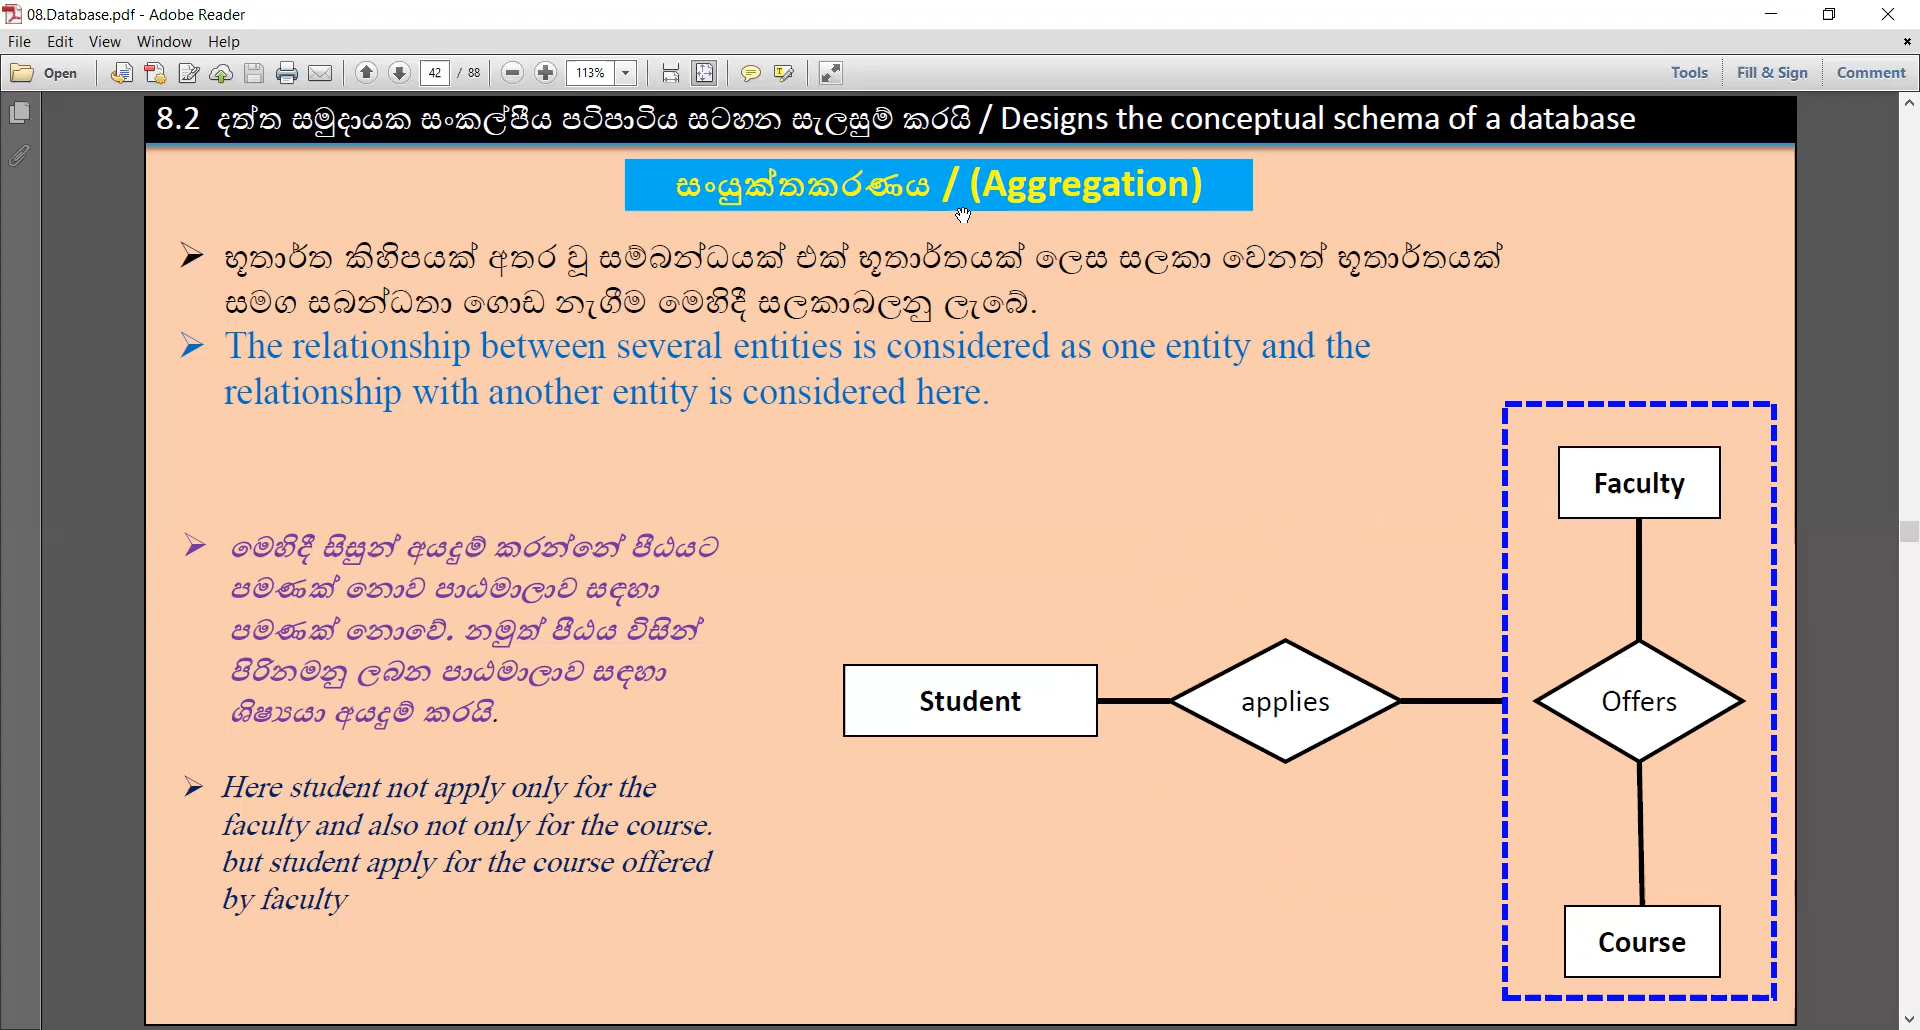 08.Database.pdf - Adobe Reader
File Edit View Window Help
Open 42 / 88 113% Tools Fill & Sign Comment
8.2 දත්ත සමුදායක සංකල්පීය පටිපාටිය සටහන සැලසුම් කරයි / Designs the conceptual schema of a database
සංයුක්තකරණය / (Aggregation)
භූතාර්ත කිහිපයක් අතර වූ සම්බන්ධයක් එක් භූතාර්තයක් ලෙස සලකා වෙනත් භූතාර්තයක්
සමග සබන්ධතා ගොඩ නැගීම මෙහිදී සලකාබලනු ලැබේ.
The relationship between several entities is considered as one entity and the
relationship with another entity is considered here.
මෙහිදී සිසුන් අයදුම් කරන්නේ පීඨයට
පමණක් නොව පාඨමාලාව සඳහා
පමණක් නොවේ. නමුත් පීඨය විසින්
පිරිනමනු ලබන පාඨමාලාව සඳහා
ශිෂ්‍යයා අයදුම් කරයි.
Here student not apply only for the
faculty and also not only for the course.
but student apply for the course offered
by faculty
Faculty
Student
applies
Offers
Course